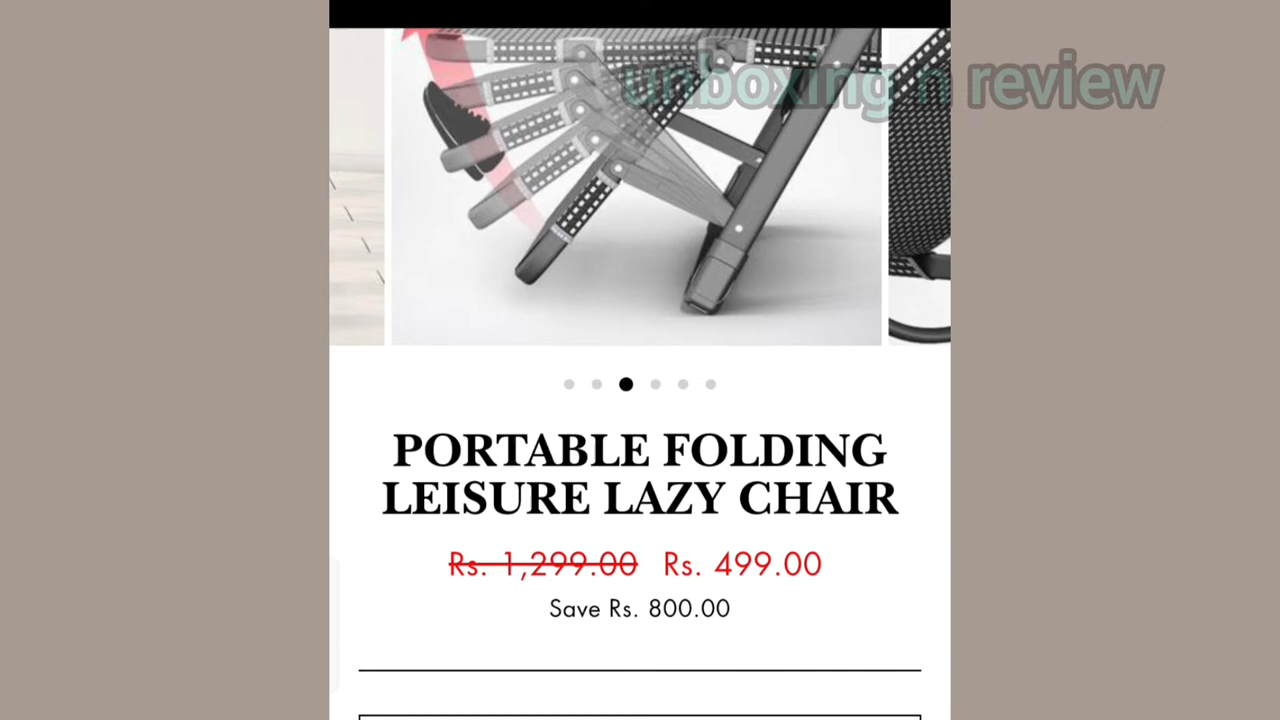 unboxing n review
PORTABLE FOLDING
LEISURE LAZY CHAIR
Rs. 1,299.00 Rs. 499.00
Save Rs. 800.00